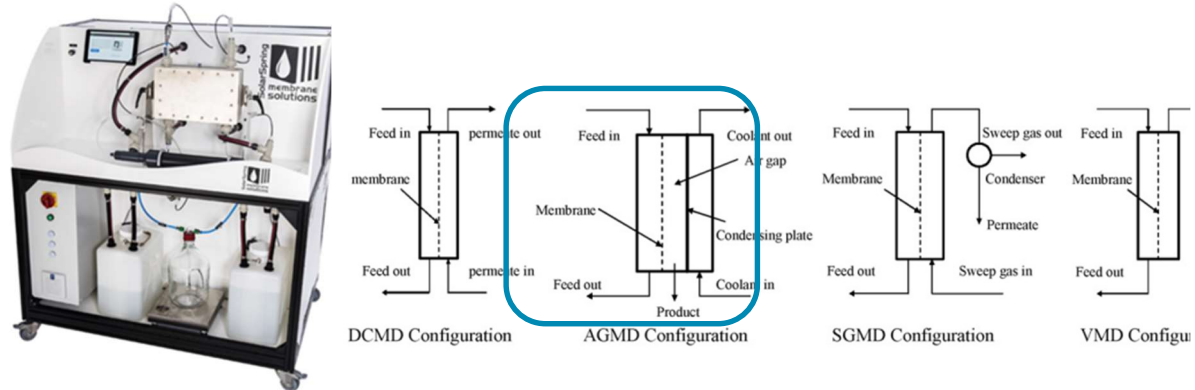 SolarSpring
membrane
solutions
Feed in
permeate out
membrane
Feed out
permeate in
DCMD Configuration
Feed in
Coolant out
Air gap
Membrane
Condensing plate
Feed out
Coolant in
Product
AGMD Configuration
Feed in
Sweep gas out
Condenser
Membrane
Permeate
Feed out
Sweep gas in
SGMD Configuration
Feed in
Membrane
Feed out
VMD Configu